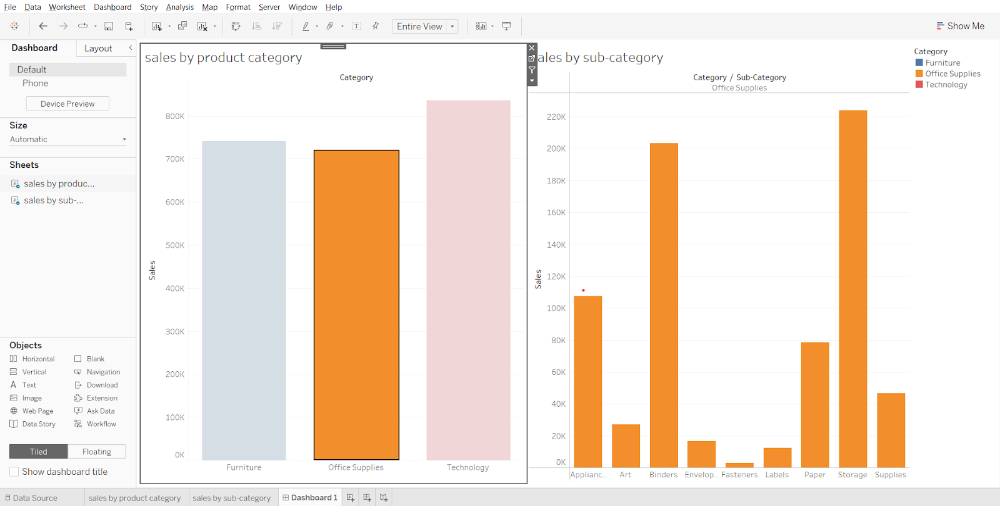 File Data Worksheet Dashboard Story Analysis Map Format Server Window Help
Entire View
Show Me
Dashboard Layout
Default
Phone
Device Preview
Size
Automatic
Sheets
sales by produc...
sales by sub-...
Objects
Horizontal Blank
Vertical Navigation
Text Download
Image Extension
Web Page Ask Data
Data Story Workflow
Tiled Floating
Show dashboard title
sales by product category
Category
800K
700K
600K
500K
400K
300K
200K
100K
0K
Sales
Furniture Office Supplies Technology
ales by sub-category
Category / Sub-Category
Office Supplies
220K
200K
180K
160K
140K
120K
100K
80K
60K
40K
20K
0K
Sales
Applianc.. Art Binders Envelop.. Fasteners Labels Paper Storage Supplies
Category
Furniture
Office Supplies
Technology
Data Source sales by product category sales by sub-category Dashboard 1